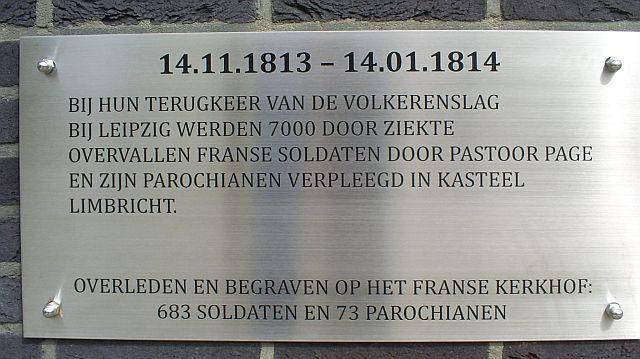 14.11.1813 – 14.01.1814
BIJ HUN TERUGKEER VAN DE VOLKERENSLAG
BIJ LEIPZIG WERDEN 7000 DOOR ZIEKTE
OVERVALLEN FRANSE SOLDATEN DOOR PASTOOR PAGE
EN ZIJN PAROCHIANEN VERPLEEGD IN KASTEEL
LIMBRICHT.
OVERLEDEN EN BEGRAVEN OP HET FRANSE KERKHOF:
683 SOLDATEN EN 73 PAROCHIANEN